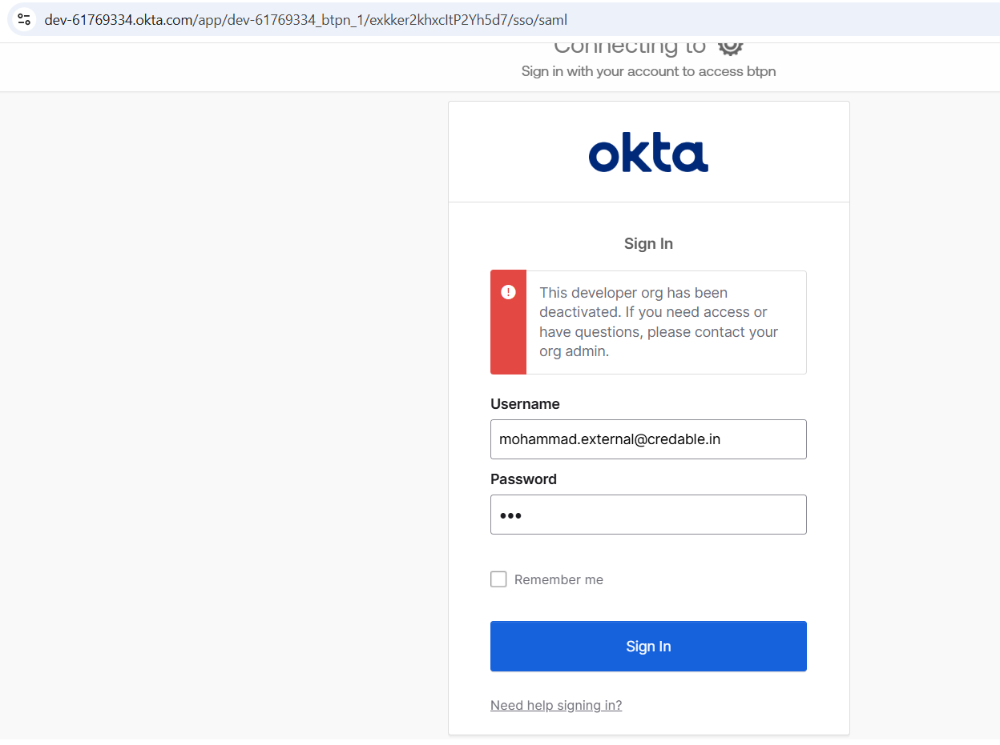 dev-61769334.okta.com/app/dev-61769334_btpn_1/exkker2khxcItP2Yh5d7/sso/saml
Connecting to
Sign in with your account to access btpn
okta
Sign In
This developer org has been
deactivated. If you need access or
have questions, please contact your
org admin.
Username
mohammad.external@credable.in
Password
Remember me
Sign In
Need help signing in?